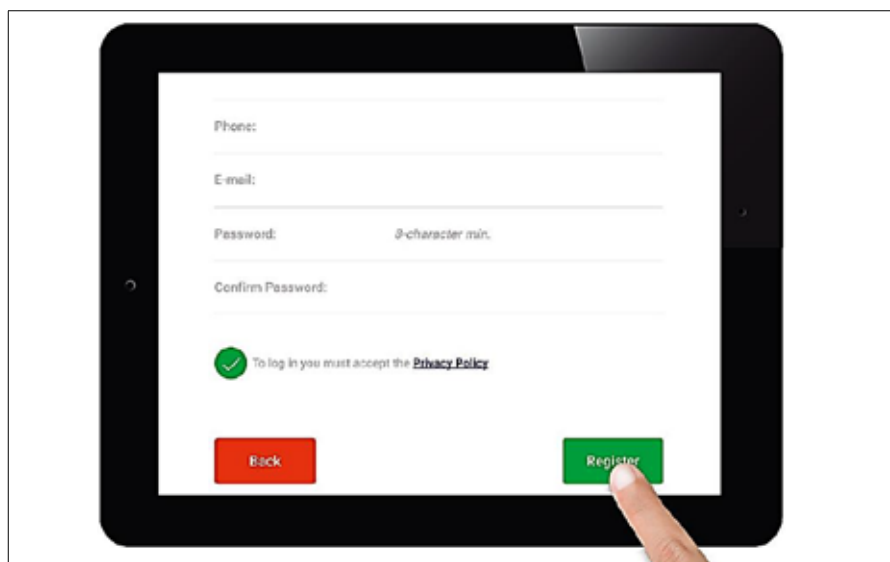 Phone:
E-mail:
Password: 8-character min.
Confirm Password:
To log in you must accept the Privacy Policy
Back Register